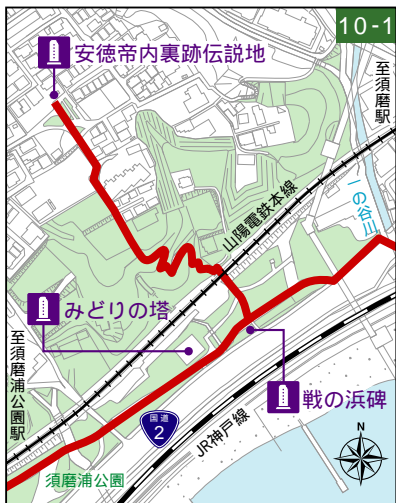 10-1
安徳帝内裏跡伝説地
至須磨駅
一の谷川
山陽電鉄本線
みどりの塔
至須磨浦公園駅
戦の浜碑
国道
2
JR神戸線
須磨浦公園
N